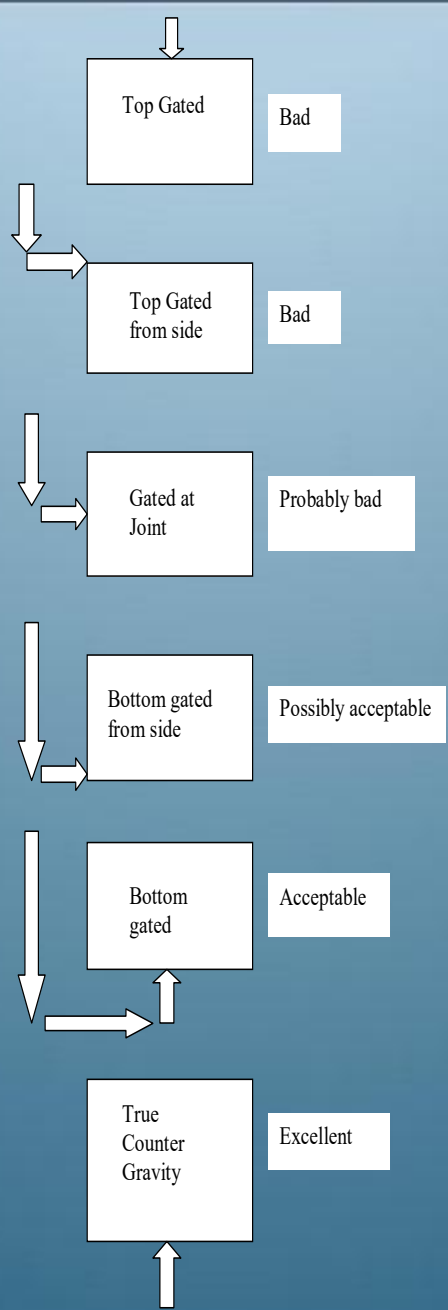 Top Gated
Bad
Top Gated
from side
Bad
Gated at
Joint
Probably bad
Bottom gated
from side
Possibly acceptable
Bottom
gated
Acceptable
True
Counter
Gravity
Excellent